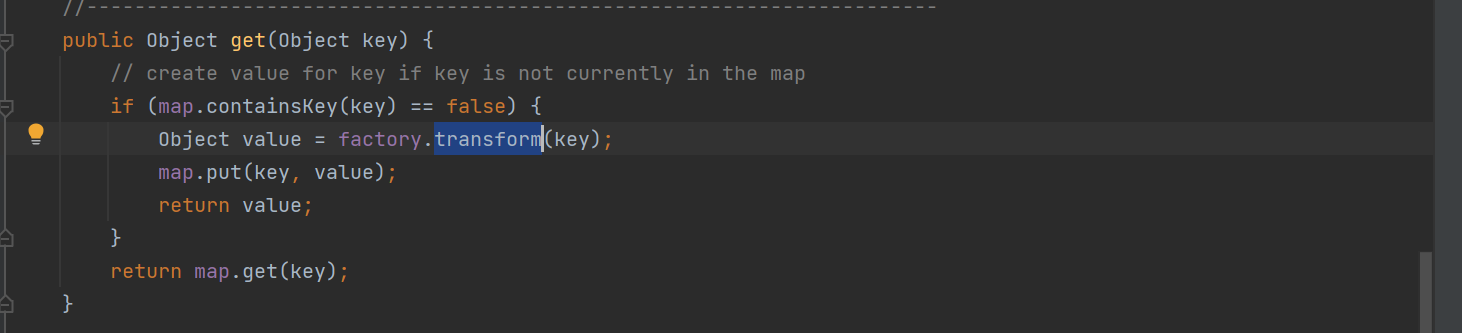 //-----------------------------------------------------------------------
public Object get(Object key) {
// create value for key if key is not currently in the map
if (map.containsKey(key) == false) {
Object value = factory.transform(key);
map.put(key, value);
return value;
}
return map.get(key);
}